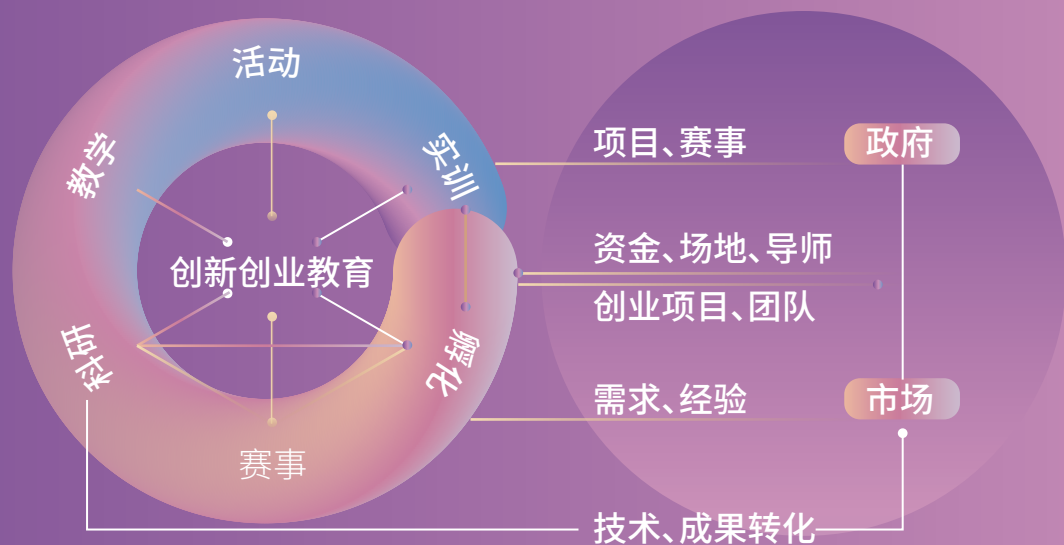 活动
教学
实训
创新创业教育
科研
孵化
赛事
项目、赛事
政府
资金、场地、导师
创业项目、团队
需求、经验
市场
技术、成果转化